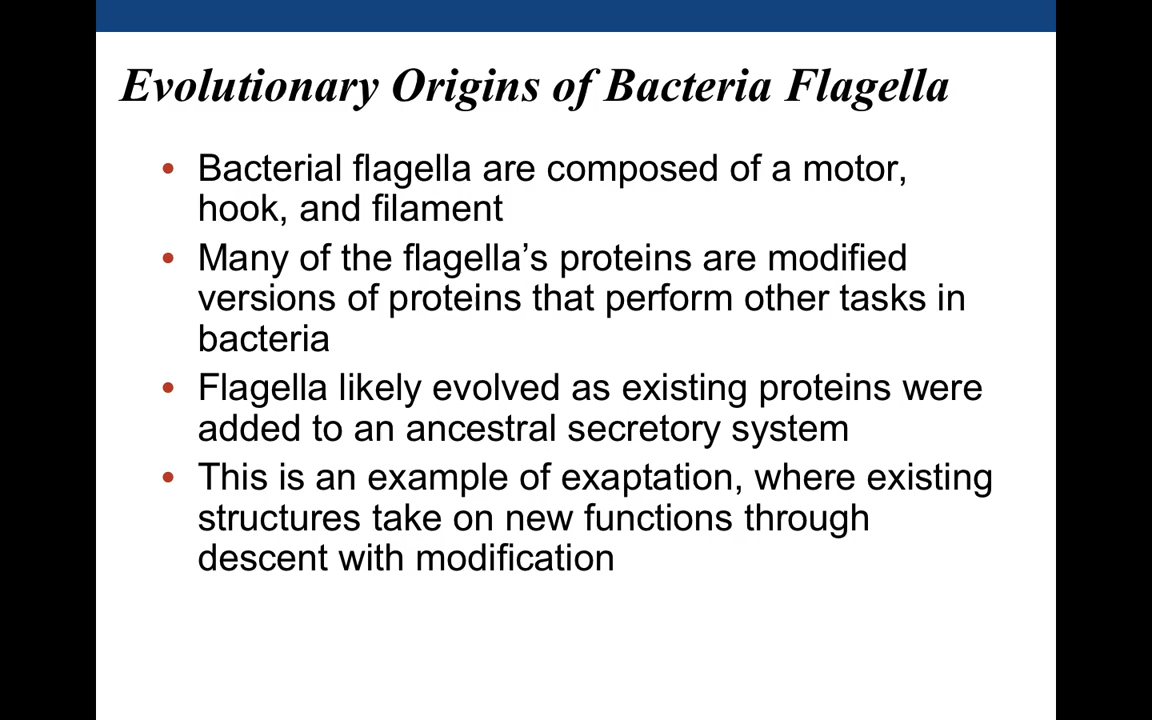 Evolutionary Origins of Bacteria Flagella
• Bacterial flagella are composed of a motor,
hook, and filament
• Many of the flagella’s proteins are modified
versions of proteins that perform other tasks in
bacteria
• Flagella likely evolved as existing proteins were
added to an ancestral secretory system
• This is an example of exaptation, where existing
structures take on new functions through
descent with modification